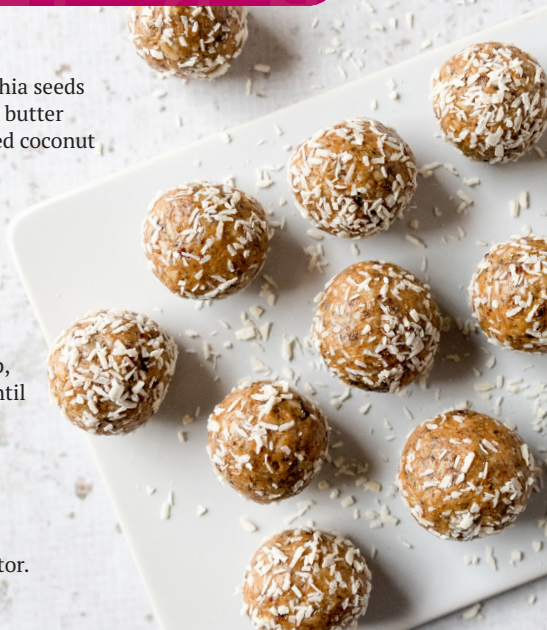 hia seeds
butter
ed coconut
o,
ntil
tor.